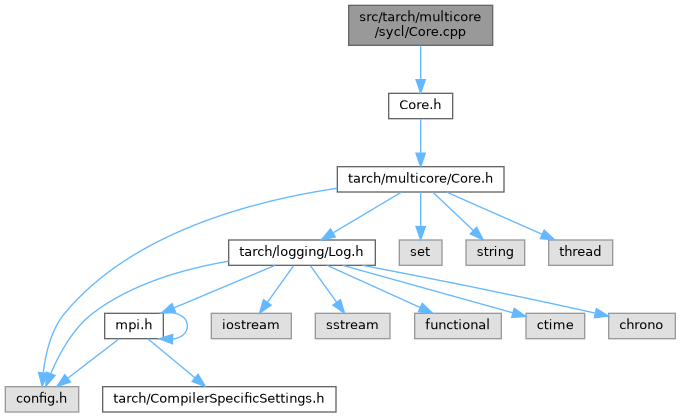 src/tarch/multicore
/sycl/Core.cpp
Core.h
tarch/multicore/Core.h
tarch/logging/Log.h
set
string
thread
mpi.h
iostream
sstream
functional
ctime
chrono
config.h
tarch/CompilerSpecificSettings.h